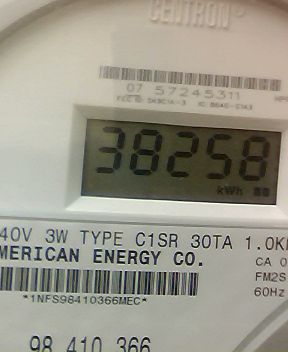 CENTRON®
07 57245311
38258
kWh
40V 3W TYPE C1SR 30TA 1.0K
MERICAN ENERGY CO.
CA 0
FM2S
60Hz
*1NFS98410366MEC*
98 410 366